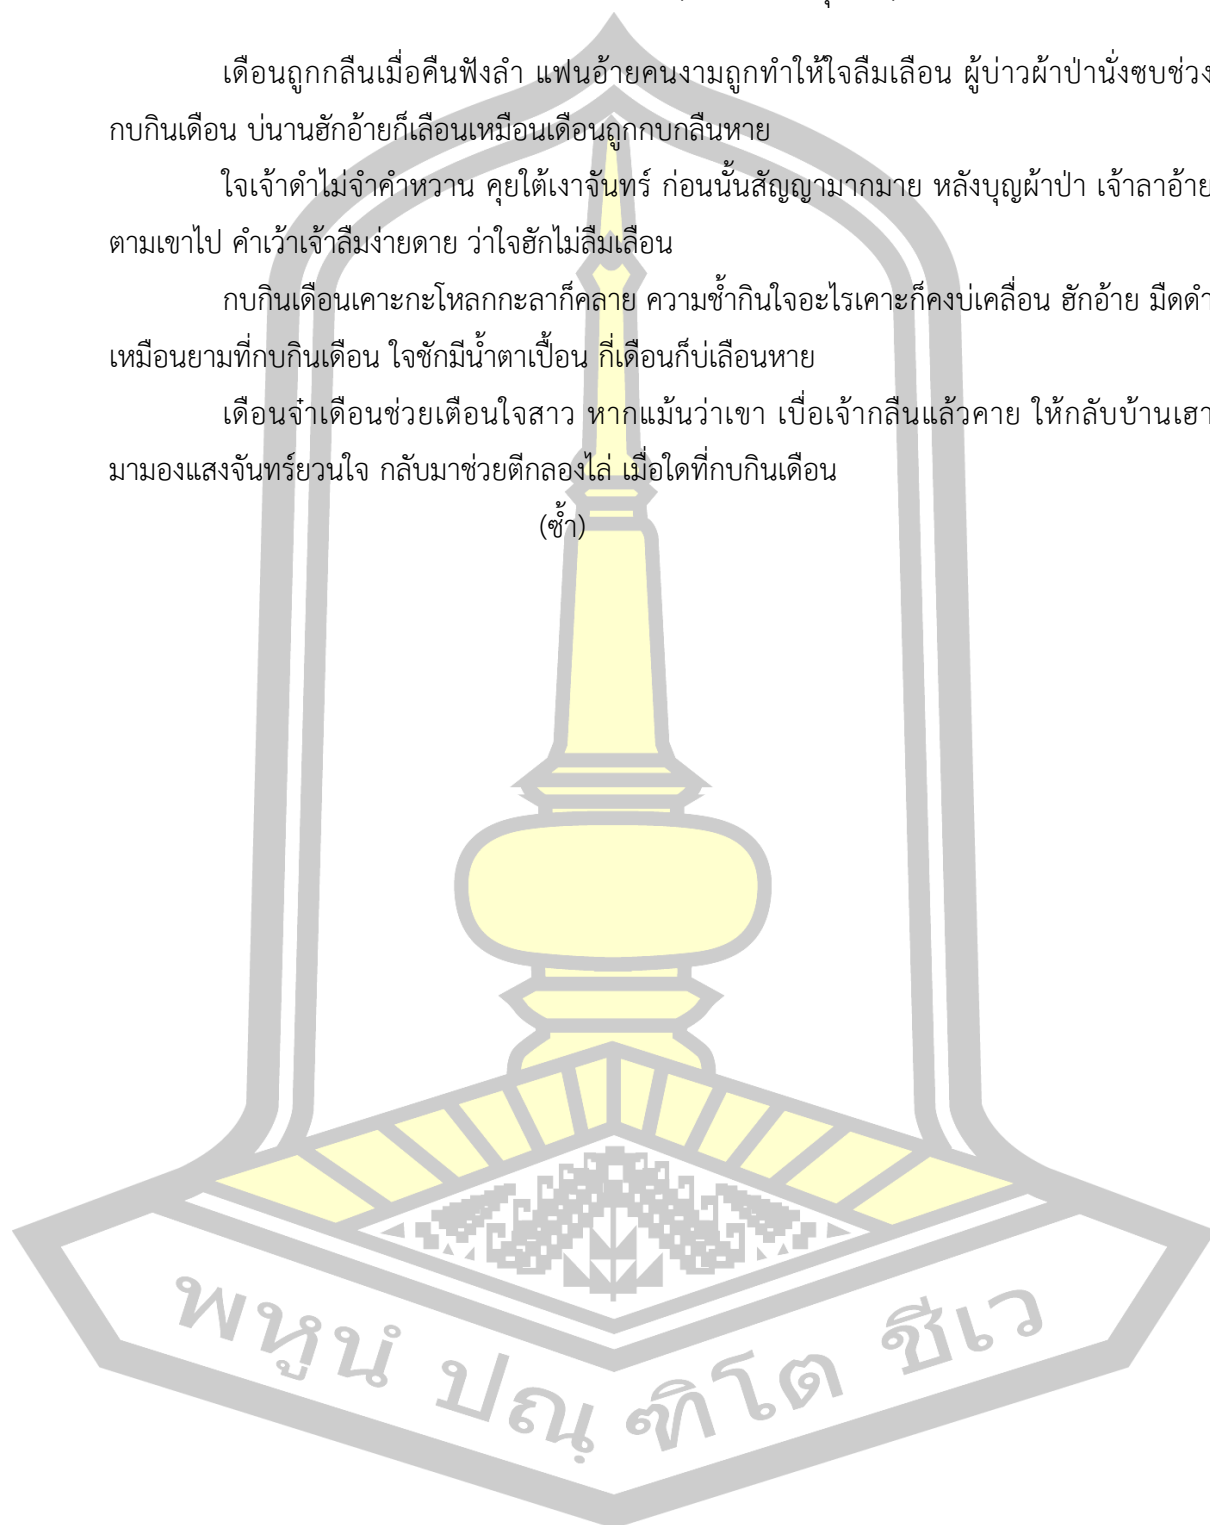 เดือนถูกกลืนเมื่อคืนฟังลำ แฟนอ้ายคนงามถูกทำให้ใจลืมเลือน ผู้บ่าวผ้าป่านั่งซบช่วง
กบกินเดือน บ่นานฮักอ้ายก็เลือนเหมือนเดือนถูกกบกลืนหาย
ใจเจ้าดำไม่จำคำหวาน คุยใต้เงาจันทร์ ก่อนนั้นสัญญามากมาย หลังบุญผ้าป่า เจ้าลาอ้าย
ตามเขาไป คำเว้าเจ้าลืมง่ายดาย ว่าใจฮักไม่ลืมเลือน
กบกินเดือนเคาะกะโหลกกะลาก็คลาย ความช้ำกินใจอะไรเคาะก็คงบ่เคลื่อน ฮักอ้าย มืดดำ
เหมือนยามที่กบกินเดือน ใจชักมีน้ำตาเปื้อน กี่เดือนก็บ่เลือนหาย
เดือนจ๋าเดือนช่วยเตือนใจสาว หากแม้นว่าเขา เบื่อเจ้ากลืนแล้วคาย ให้กลับบ้านเฮา
มามองแสงจันทร์ยวนใจ กลับมาช่วยตีกลองไล่ เมื่อใดที่กบกินเดือน
(ซ้ำ)
พหูนํ ปณฺฑิโต ชีเว